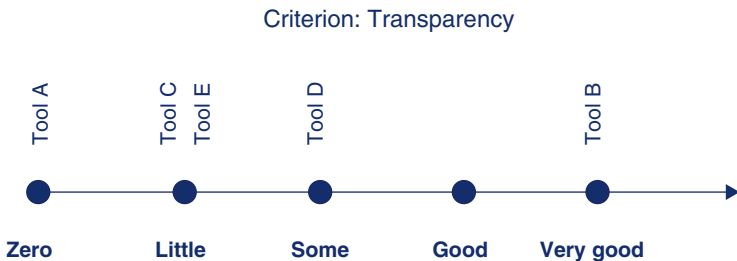 Criterion: Transparency
Tool A
Tool C
Tool E
Tool D
Tool B
Zero Little Some Good Very good